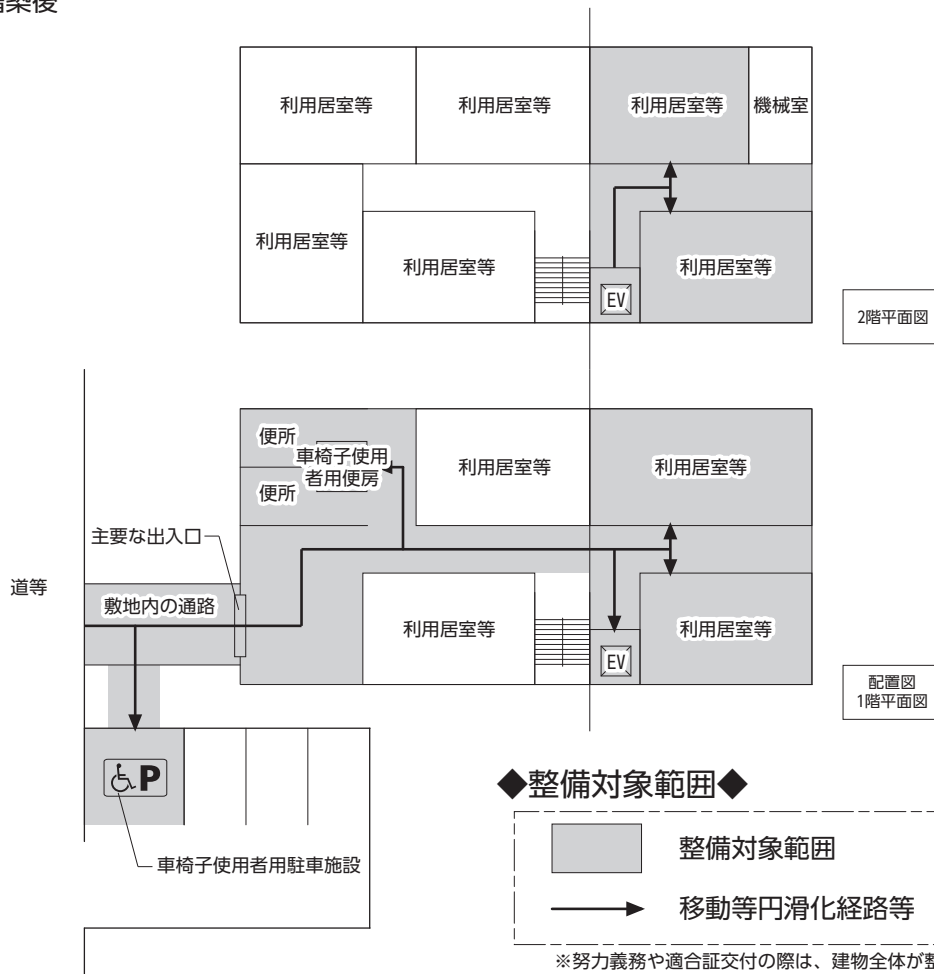 増築後
利用居室等
利用居室等
利用居室等
機械室
利用居室等
利用居室等
利用居室等
EV
2階平面図
便所
車椅子使用
者用便房
便所
利用居室等
利用居室等
主要な出入口
道等
敷地内の通路
利用居室等
利用居室等
EV
配置図
1階平面図
P
車椅子使用者用駐車施設
◆整備対象範囲◆
整備対象範囲
移動等円滑化経路等
※努力義務や適合証交付の際は、建物全体が整